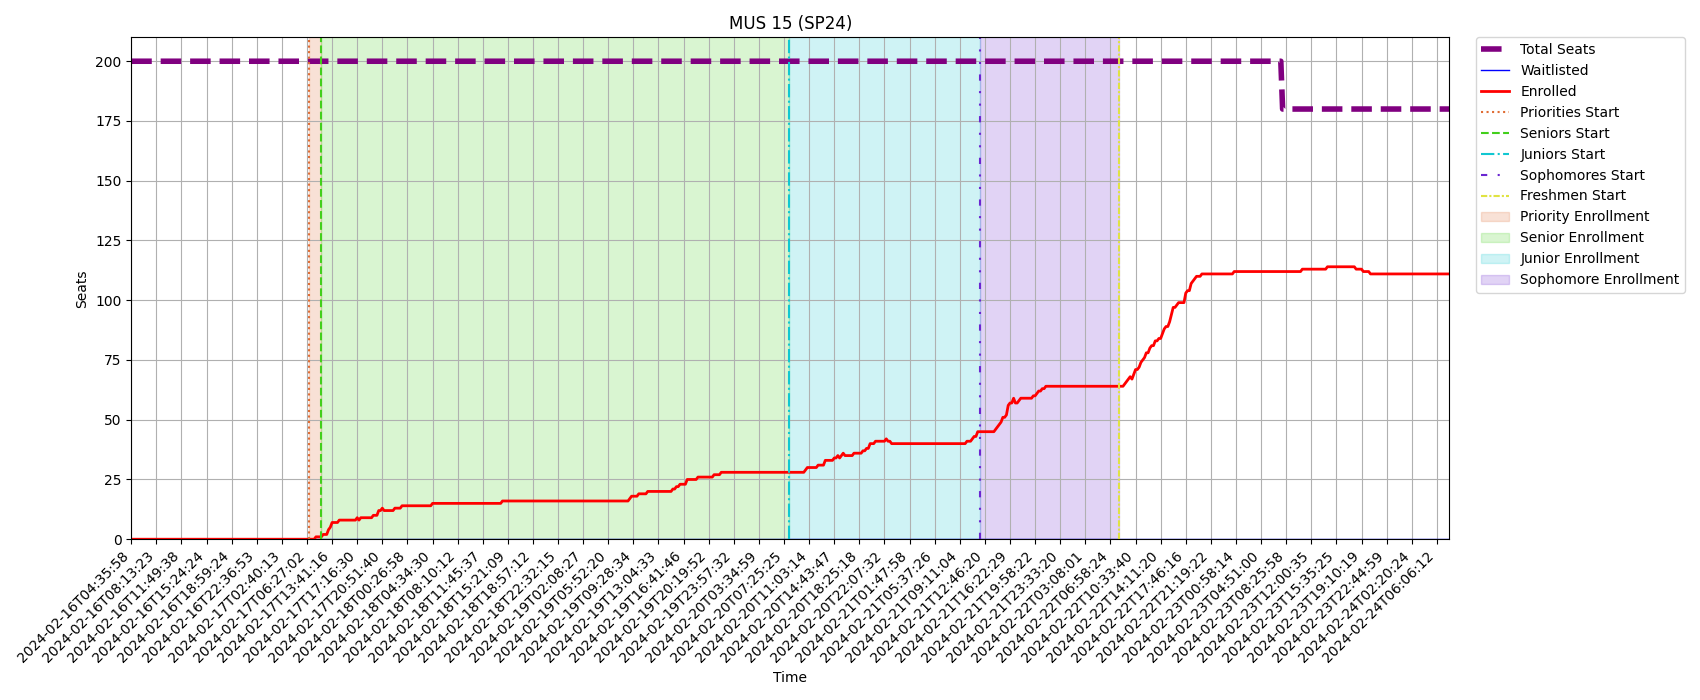 MUS 15 (SP24)
Total Seats
Waitlisted
Enrolled
Priorities Start
Seniors Start
Juniors Start
Sophomores Start
Freshmen Start
Priority Enrollment
Senior Enrollment
Junior Enrollment
Sophomore Enrollment
Seats
200
175
150
125
100
75
50
25
0
2024-02-16T04:35:58
2024-02-16T08:13:23
2024-02-16T11:49:38
2024-02-16T15:24:24
2024-02-16T18:59:24
2024-02-16T22:36:53
2024-02-17T02:40:13
2024-02-17T06:27:02
2024-02-17T13:41:16
2024-02-17T17:16:30
2024-02-17T20:51:40
2024-02-18T00:26:58
2024-02-18T04:34:30
2024-02-18T08:10:12
2024-02-18T11:45:37
2024-02-18T15:21:09
2024-02-18T18:57:12
2024-02-18T22:32:15
2024-02-19T02:08:27
2024-02-19T05:52:20
2024-02-19T09:28:34
2024-02-19T13:04:33
2024-02-19T16:41:46
2024-02-19T20:19:52
2024-02-19T23:57:32
2024-02-20T03:34:59
2024-02-20T07:25:25
2024-02-20T11:03:14
2024-02-20T14:43:47
2024-02-20T18:25:18
2024-02-20T22:07:32
2024-02-21T01:47:58
2024-02-21T05:37:26
2024-02-21T09:11:04
2024-02-21T12:46:20
2024-02-21T16:22:29
2024-02-21T19:58:22
2024-02-21T23:33:20
2024-02-22T03:08:01
2024-02-22T06:58:24
2024-02-22T10:33:40
2024-02-22T14:11:20
2024-02-22T17:46:16
2024-02-22T21:19:22
2024-02-23T00:58:14
2024-02-23T04:51:00
2024-02-23T08:25:58
2024-02-23T12:00:35
2024-02-23T15:35:25
2024-02-23T19:10:19
2024-02-23T22:44:59
2024-02-24T02:20:24
2024-02-24T06:06:12
Time